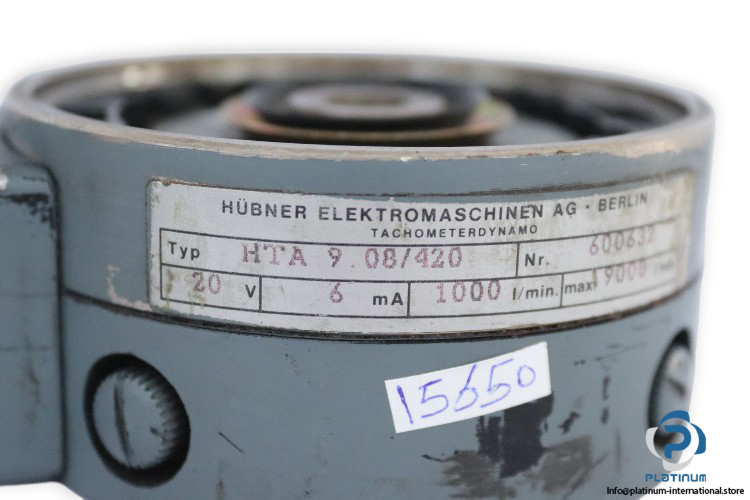 HÜBNER ELEKTROMASCHINEN AG · BERLIN
TACHOMETERDYNAMO
Typ HTA 9.08/420 Nr. 600632
20 V 6 mA 1000 l/min. max. 9000
15650
PLATINUM
Info@platinum-international.store